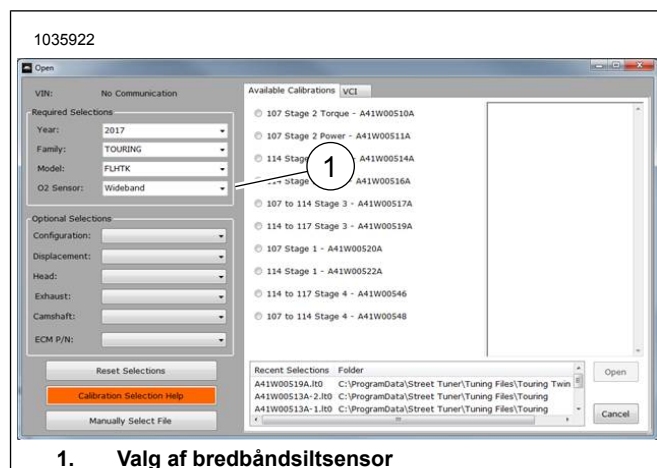 1035922
Open
VIN: No Communication
Required Selections
Year: 2017
Family: TOURING
Model: FLHTK
O2 Sensor: Wideband
Optional Selections
Configuration:
Displacement:
Head:
Exhaust:
Camshaft:
ECM P/N:
Reset Selections
Calibration Selection Help
Manually Select File
Available Calibrations VCI
107 Stage 2 Torque - A41W00510A
107 Stage 2 Power - A41W00511A
114 Stage - A41W00514A
Stage - A41W00516A
107 to 114 Stage 3 - A41W00517A
114 to 117 Stage 3 - A41W00519A
107 Stage 1 - A41W00520A
114 Stage 1 - A41W00522A
114 to 117 Stage 4 - A41W00546
107 to 114 Stage 4 - A41W00548
1
Recent Selections Folder
A41W00519A.lt0 C:\ProgramData\Street Tuner\Tuning Files\Touring Twin
A41W00513A-2.lt0 C:\ProgramData\Street Tuner\Tuning Files\Touring
A41W00513A-1.lt0 C:\ProgramData\Street Tuner\Tuning Files\Touring
Open
Cancel
1. Valg af bredbåndsiltsensor